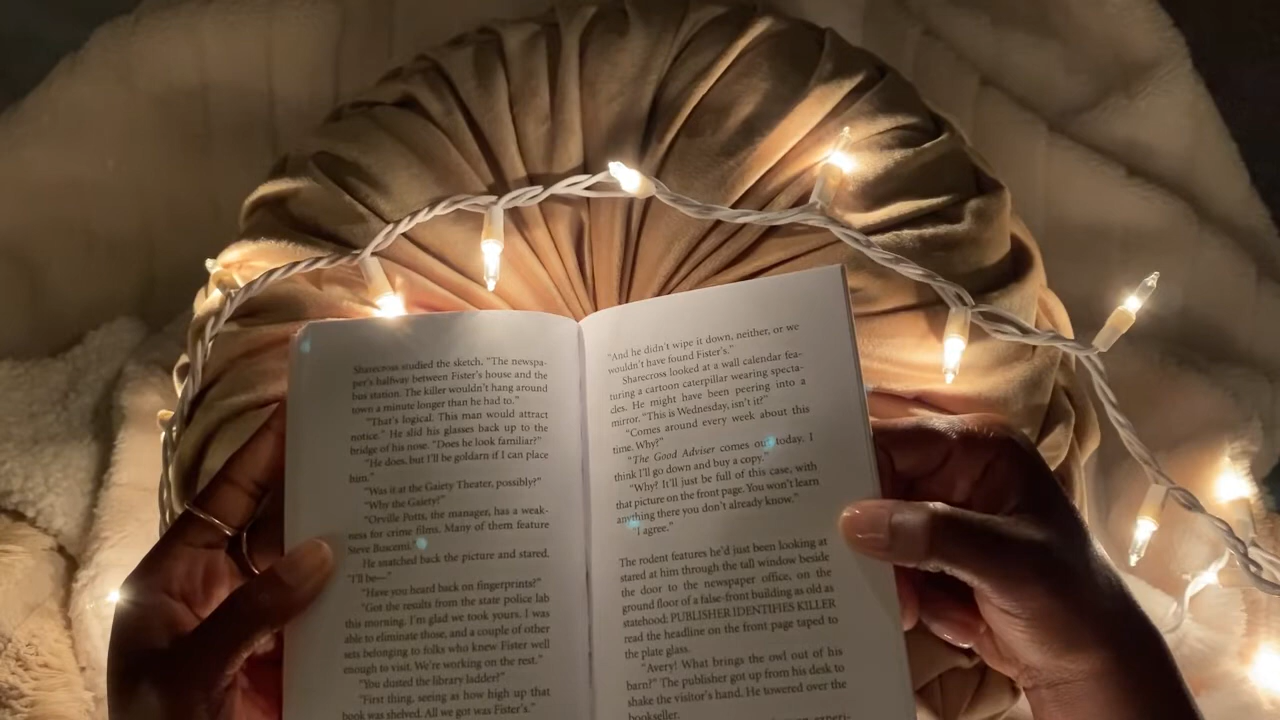 Sharecross studied the sketch. "The newspa-
per's halfway between Fister's house and the
bus station. The killer wouldn't hang around
town a minute longer than he had to."
"That's logical. This man would attract
notice." He slid his glasses back up to the
bridge of his nose. "Does he look familiar?"
"He does, but I'll be goldarn if I can place
him."
"Was it at the Gaiety Theater, possibly?"
"Why the Gaiety?"
"Orville Potts, the manager, has a weak-
ness for crime films. Many of them feature
Steve Buscemi."
He snatched back the picture and stared.
"I'll be—"
"Have you heard back on fingerprints?"
"Got the results from the state police lab
this morning. I'm glad we took yours. I was
able to eliminate those, and a couple of other
sets belonging to folks who knew Fister well
enough to visit. We're working on the rest."
"You dusted the library ladder?"
"First thing, seeing as how high up that
book was shelved. All we got was Fister's."
"And he didn't wipe it down, neither, or we
wouldn't have found Fister's."
Sharecross looked at a wall calendar fea-
turing a cartoon caterpillar wearing specta-
cles. He might have been peering into a
mirror. "This is Wednesday, isn't it?"
"Comes around every week about this
time. Why?"
"The Good Adviser comes out today. I
think I'll go down and buy a copy."
"Why? It'll just be full of this case, with
that picture on the front page. You won't learn
anything there you don't already know."
"I agree."
The rodent features he'd just been looking at
stared at him through the tall window beside
the door to the newspaper office, on the
ground floor of a false-front building as old as
statehood: PUBLISHER IDENTIFIES KILLER
read the headline on the front page taped to
the plate glass.
"Avery! What brings the owl out of his
barn?" The publisher got up from his desk to
shake the visitor's hand. He towered over the
bookseller.